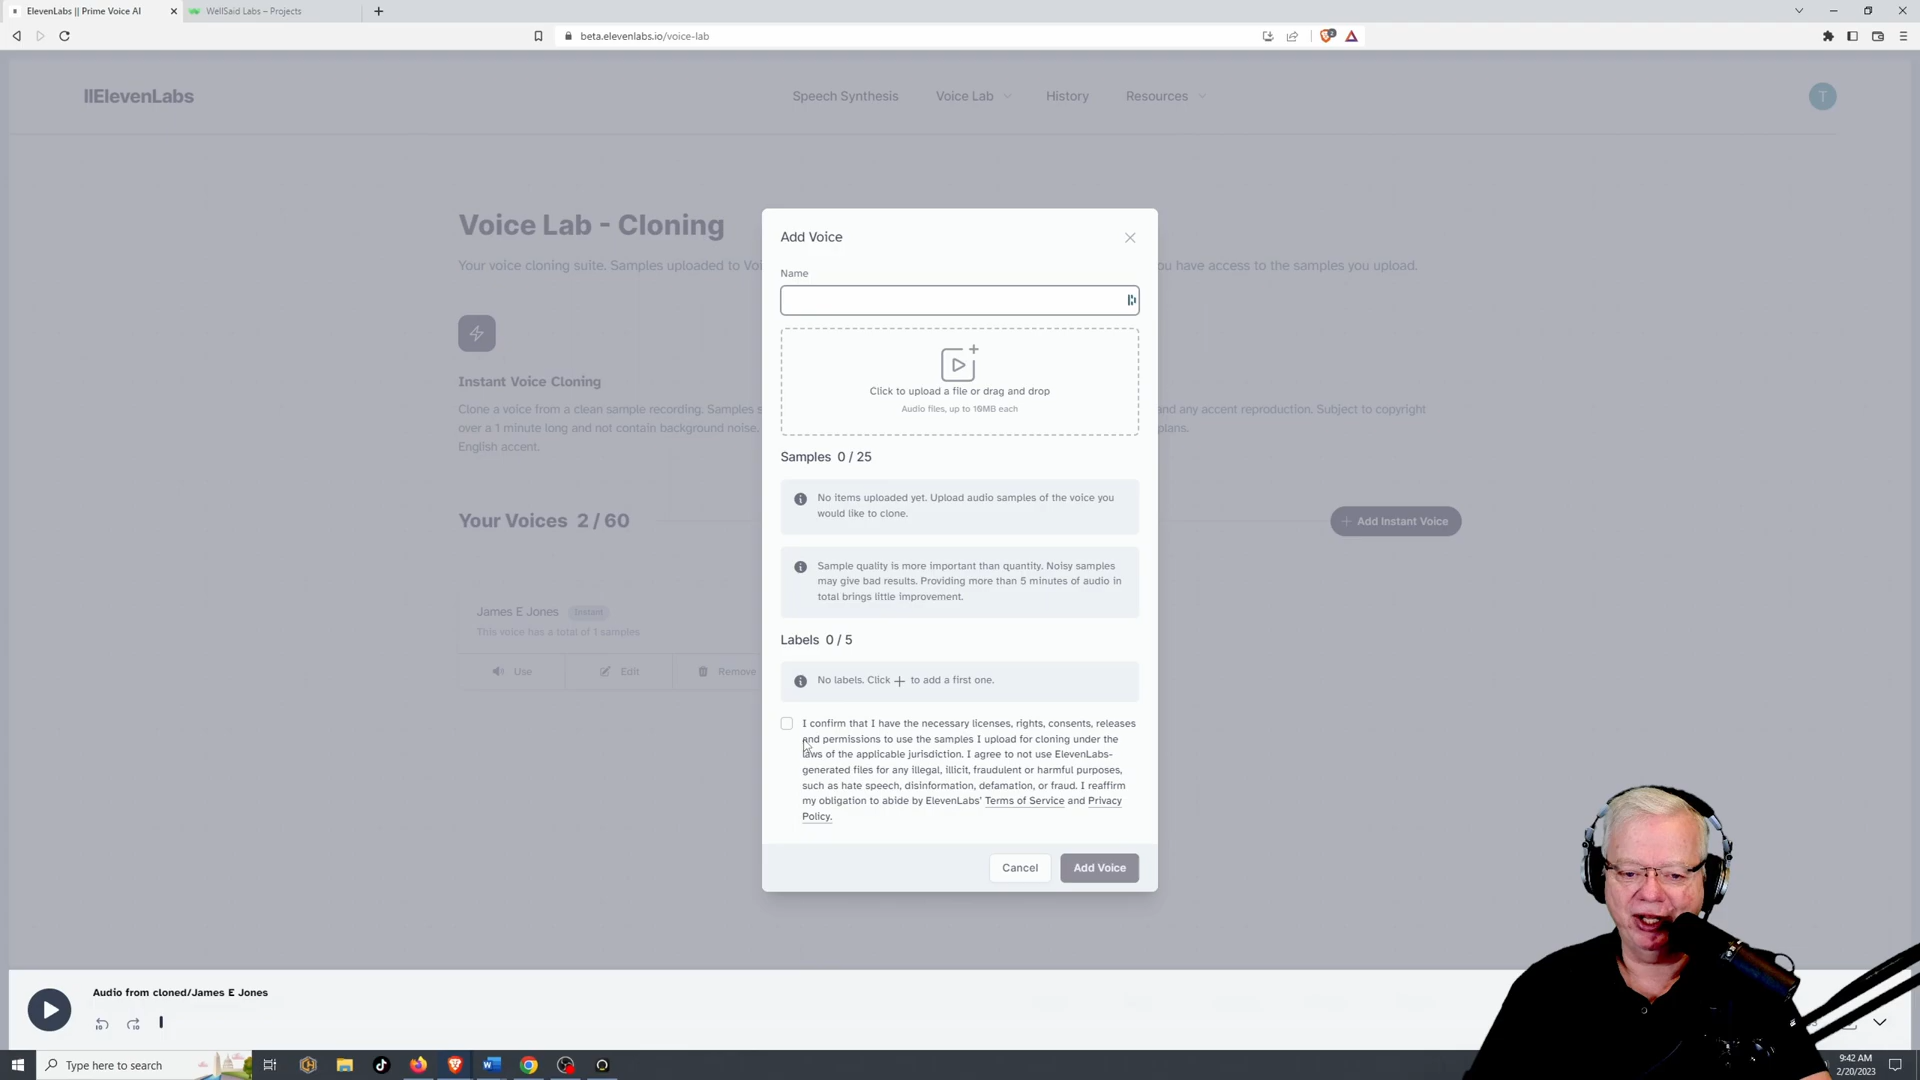 ElevenLabs || Prime Voice AI
WellSaid Labs – Projects
beta.elevenlabs.io/voice-lab
IIElevenLabs
Speech Synthesis
Voice Lab
History
Resources
T
Voice Lab - Cloning
Your voice cloning suite. Samples uploaded to
you have access to the samples you upload.
Instant Voice Cloning
Clone a voice from a clean sample recording. Samples
and any accent reproduction. Subject to copyright
over a 1 minute long and not contain background noise.
plans.
English accent.
Your Voices 2 / 60
+ Add Instant Voice
James E Jones Instant
This voice has a total of 1 samples
Use
Edit
Remove
Add Voice
Name
Click to upload a file or drag and drop
Audio files, up to 10MB each
Samples 0 / 25
No items uploaded yet. Upload audio samples of the voice you
would like to clone.
Sample quality is more important than quantity. Noisy samples
may give bad results. Providing more than 5 minutes of audio in
total brings little improvement.
Labels 0 / 5
No labels. Click + to add a first one.
I confirm that I have the necessary licenses, rights, consents, releases
and permissions to use the samples I upload for cloning under the
laws of the applicable jurisdiction. I agree to not use ElevenLabs-
generated files for any illegal, illicit, fraudulent or harmful purposes,
such as hate speech, disinformation, defamation, or fraud. I reaffirm
my obligation to abide by ElevenLabs' Terms of Service and Privacy
Policy.
Cancel
Add Voice
Audio from cloned/James E Jones
10
10
Type here to search
9:42 AM
2/20/2023